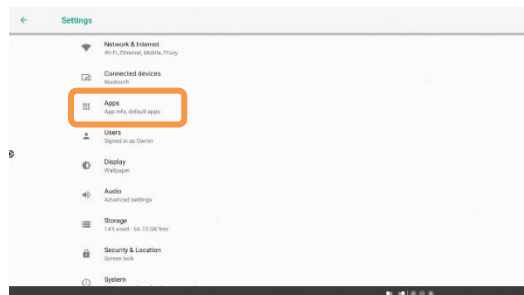 Settings
Network & Internet
Wi-Fi, Ethernet, Mobile, Proxy
Connected devices
Bluetooth
Apps
App info, default apps
Users
Signed in as Owner
Display
Wallpaper
Audio
Advanced settings
Storage
14% used - 54.73 GB free
Security & Location
Screen lock
System